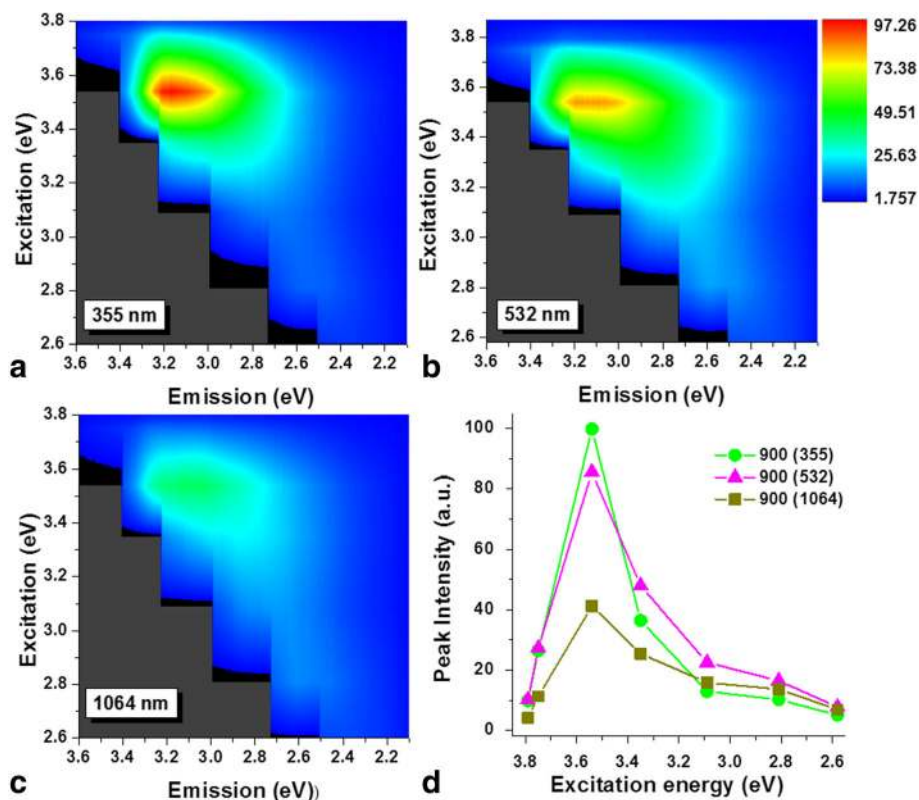 3.8
3.6
3.4
3.2
3.0
2.8
2.6
Excitation (eV)
355 nm
3.6 3.4 3.2 3.0 2.8 2.6 2.4 2.2
Emission (eV)
a
3.8
3.6
3.4
3.2
3.0
2.8
2.6
Excitation (eV)
532 nm
3.6 3.4 3.2 3.0 2.8 2.6 2.4 2.2
Emission (eV)
b
97.26
73.38
49.51
25.63
1.757
3.8
3.6
3.4
3.2
3.0
2.8
2.6
Excitation (eV)
1064 nm
3.6 3.4 3.2 3.0 2.8 2.6 2.4 2.2
Emission (eV))
c
100
80
60
40
20
0
Peak Intensity (a.u.)
900 (355)
900 (532)
900 (1064)
3.8 3.6 3.4 3.2 3.0 2.8 2.6
Excitation energy (eV)
d